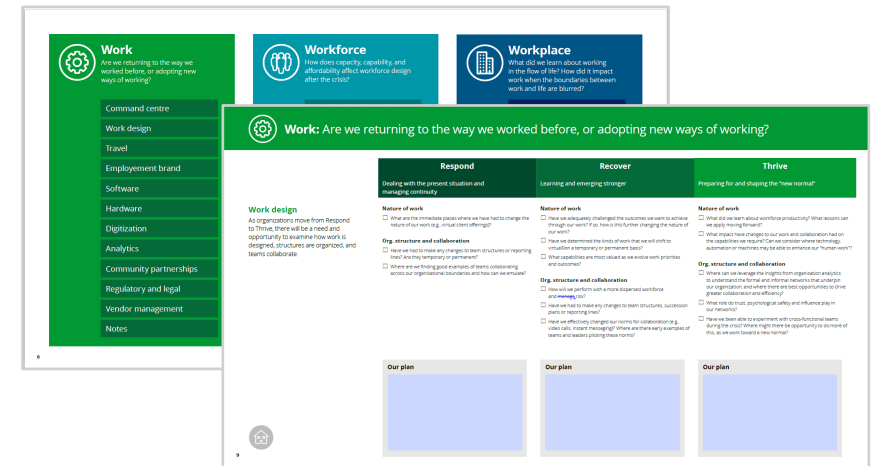 Work
Are we returning to the way we
worked before, or adopting new
ways of working?
Command centre
Work design
Travel
Employement brand
Software
Hardware
Digitization
Analytics
Community partnerships
Regulatory and legal
Vendor management
Notes
6
Workforce
How does capacity, capability, and
affordability affect workforce design
after the crisis?
Workplace
What did we learn about working
in the flow of life? How did it impact
work when the boundaries between
work and life are blurred?
Work: Are we returning to the way we worked before, or adopting new ways of working?
Work design
As organizations move from Respond
to Thrive, there will be a need and
opportunity to examine how work is
designed, structures are organized, and
teams collaborate.
Respond
Dealing with the present situation and
managing continuity
Nature of work
What are the immediate places where we have had to change the
nature of our work (e.g., virtual client offerings)?
Org. structure and collaboration
Have we had to make any changes to team structures or reporting
lines? Are they temporary or permanent?
Where are we finding good examples of teams collaborating
across our organizational boundaries and how can we emulate?
Our plan
Recover
Learning and emerging stronger
Nature of work
Have we adequately challenged the outcomes we want to achieve
through our work? If so, how is this further changing the nature of
our work?
Have we determined the kinds of work that we will shift to
virtual/on a temporary or permanent basis?
What capabilities are most valued as we evolve work priorities
and outcomes?
Org. structure and collaboration
How will we perform with a more dispersed workforce
and manage risk?
Have we had to make any changes to team structures, succession
plans or reporting lines?
Have we effectively changed our norms for collaboration (e.g.,
video calls, instant messaging)? Where are there early examples of
teams and leaders piloting these norms?
Our plan
Thrive
Preparing for and shaping the "new normal"
Nature of work
What did we learn about workforce productivity? What lessons can
we apply moving forward?
What impact have changes to our work and collaboration had on
the capabilities we require? Can we consider where technology,
automation or machines may be able to enhance our "human work"?
Org. structure and collaboration
Where can we leverage the insights from organization analytics
to understand the formal and informal networks that underpin
our organization, and where there are best opportunities to drive
greater collaboration and efficiency?
What role do trust, psychological safety and influence play in
our networks?
Have we been able to experiment with cross-functional teams
during the crisis? Where might there be opportunity to do more of
this, as we work toward a new normal?
Our plan
9